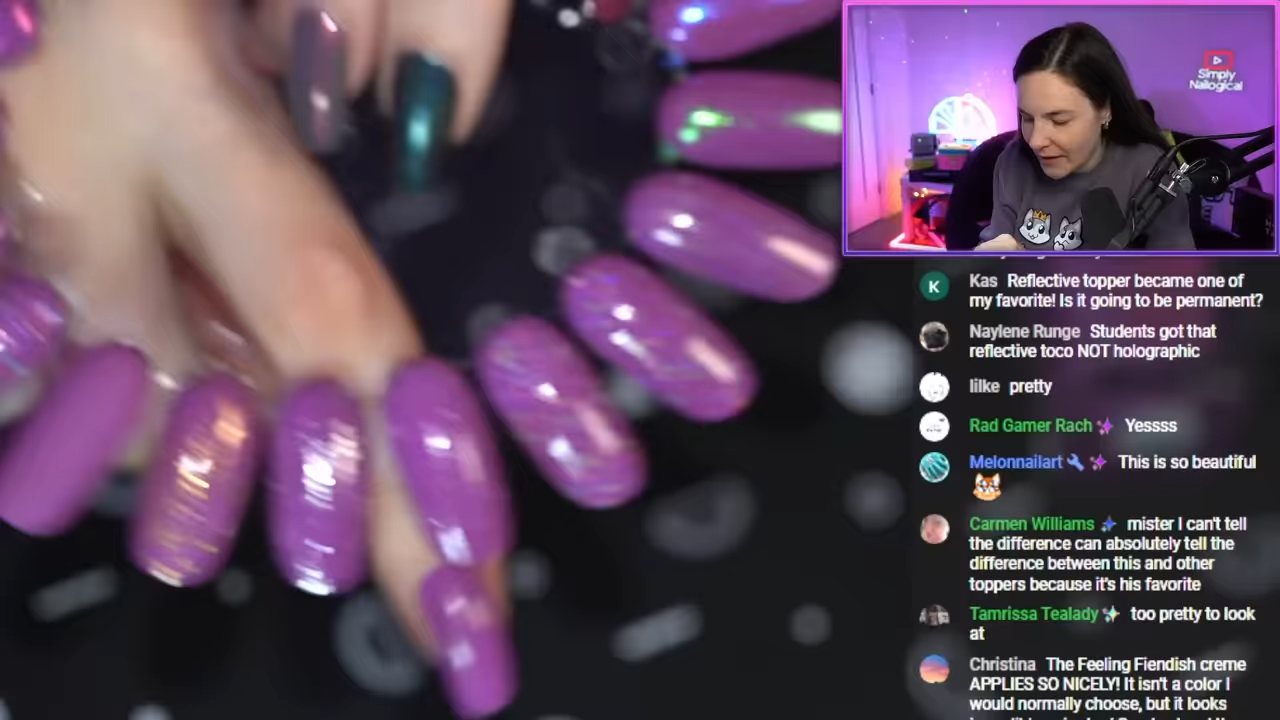 Simply
Nailogical
Kas Reflective topper became one of
my favorite! Is it going to be permanent?
Naylene Runge Students got that
reflective toco NOT holographic
lilke pretty
Rad Gamer Rach Yessss
Melonnailart This is so beautiful
Carmen Williams mister I can't tell
the difference can absolutely tell the
difference between this and other
toppers because it's his favorite
Tamrissa Tealady too pretty to look
at
Christina The Feeling Fiendish creme
APPLIES SO NICELY! It isn't a color I
would normally choose, but it looks